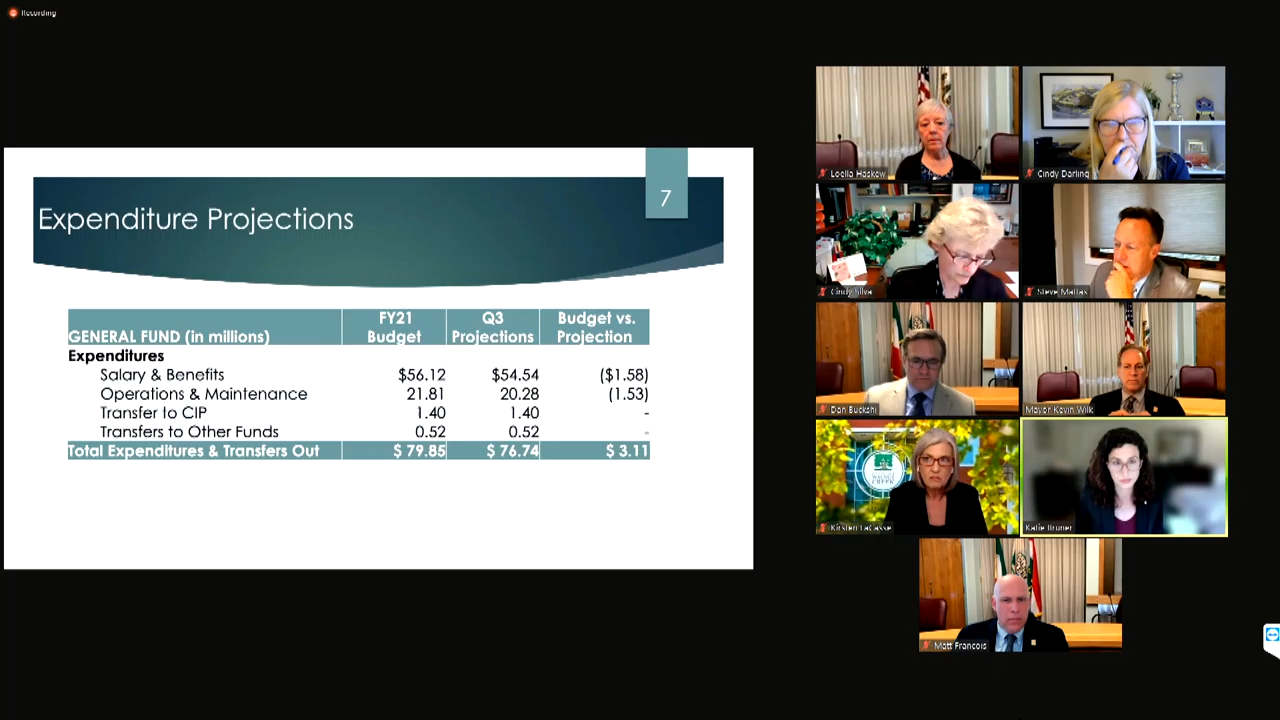 Recording
7
Expenditure Projections
GENERAL FUND (in millions) FY21 Budget Q3 Projections Budget vs. Projection
Expenditures
Salary & Benefits $56.12 $54.54 ($1.58)
Operations & Maintenance 21.81 20.28 (1.53)
Transfer to CIP 1.40 1.40 -
Transfers to Other Funds 0.52 0.52 -
Total Expenditures & Transfers Out $ 79.85 $ 76.74 $ 3.11
Loella Haskew
Cindy Darling
Cindy Silva
Steve Mattas
Dan Buckshi
Mayor Kevin Wilk
WALNUT
CREEK
Kirsten LaCasse
Katie Bruner
Matt Francois